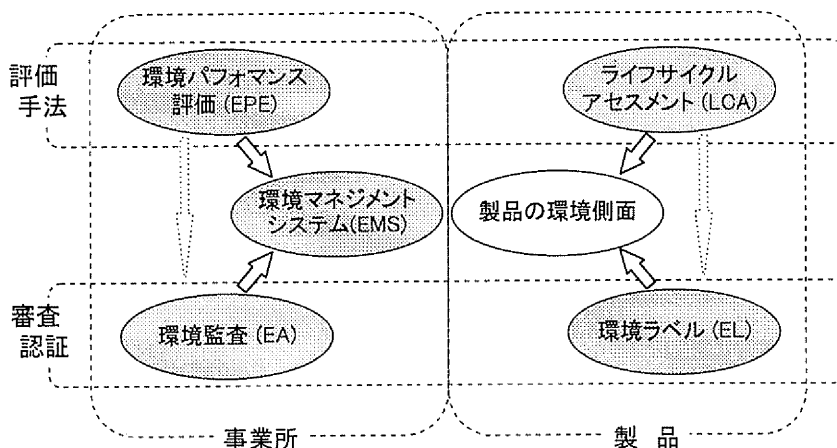 評価
手法
環境パフォマンス
評価(EPE)
ライフサイクル
アセスメント(LCA)
環境マネジメント
システム(EMS)
製品の環境側面
審査
認証
環境監査(EA)
環境ラベル(EL)
事業所
製 品